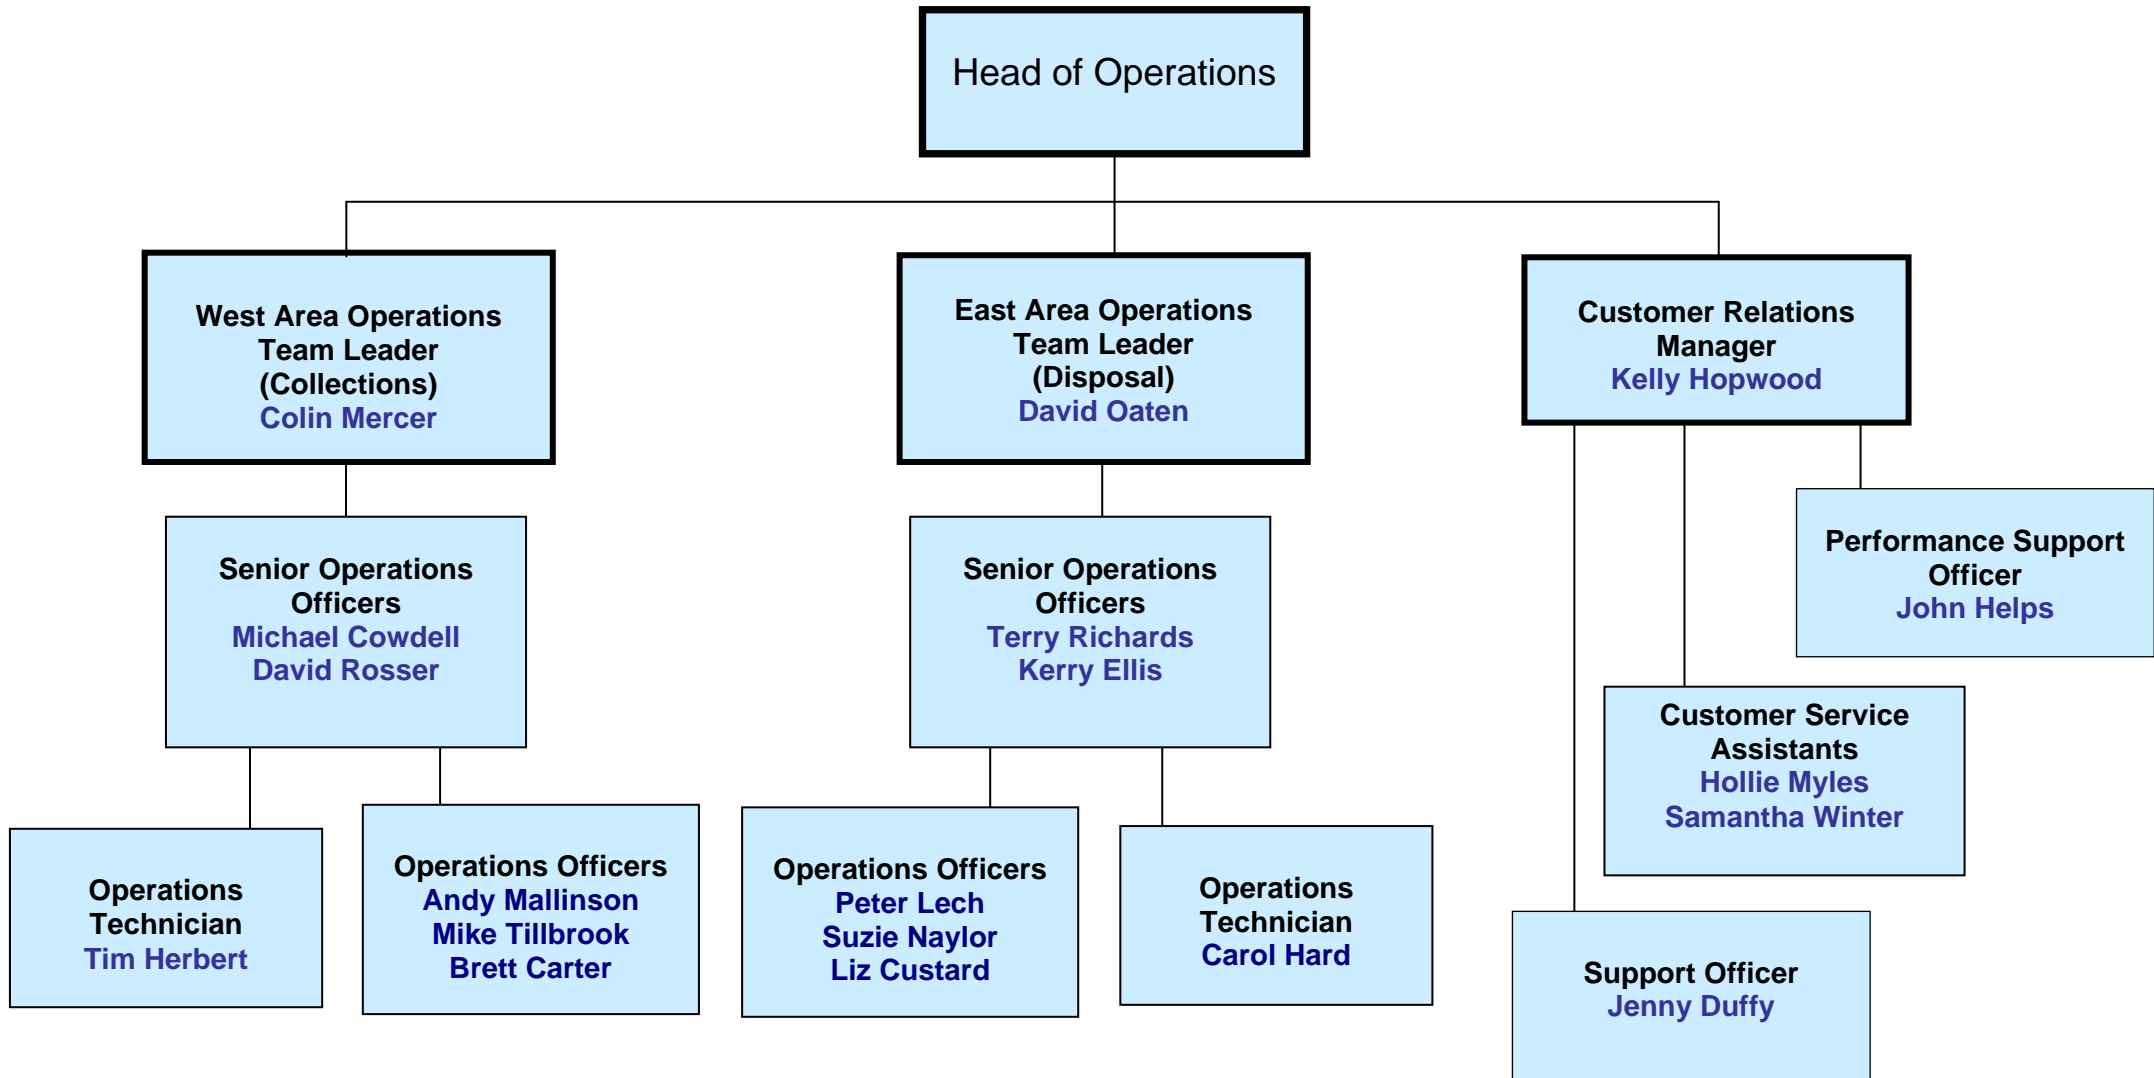 Head of Operations
West Area Operations
Team Leader
(Collections)
Colin Mercer
East Area Operations
Team Leader
(Disposal)
David Oaten
Customer Relations
Manager
Kelly Hopwood
Senior Operations
Officers
Michael Cowdell
David Rosser
Senior Operations
Officers
Terry Richards
Kerry Ellis
Performance Support
Officer
John Helps
Customer Service
Assistants
Hollie Myles
Samantha Winter
Operations
Technician
Tim Herbert
Operations Officers
Andy Mallinson
Mike Tillbrook
Brett Carter
Operations Officers
Peter Lech
Suzie Naylor
Liz Custard
Operations
Technician
Carol Hard
Support Officer
Jenny Duffy